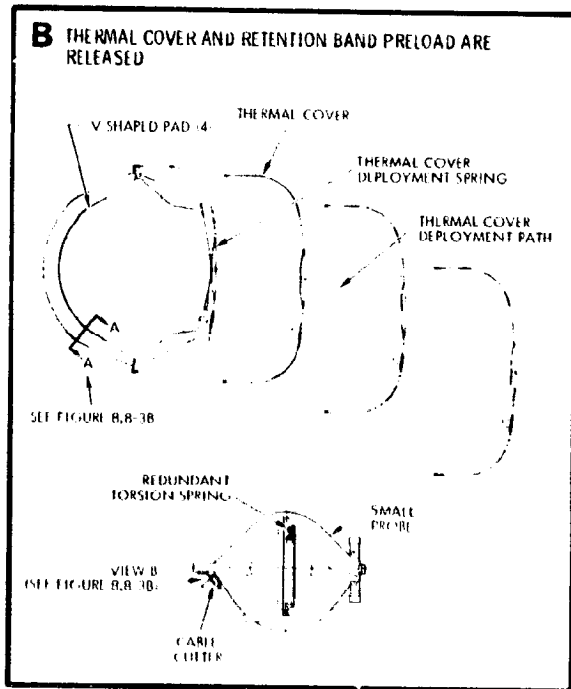 B THERMAL COVER AND RETENTION BAND PRELOAD ARE
RELEASED
V SHAPLD PAD (4)
THERMAL COVER
THERMAL COVER
DEPLOYMENT SPRING
THERMAL COVER
DEPLOYMENT PATH
A
A
SEE FIGURE 8.8-3B
REDUNDANT
TORSION SPRING
SMALL
PROBE
VIEW B
(SEE FIGURE 8.8-3B)
CABLE
CUTTER